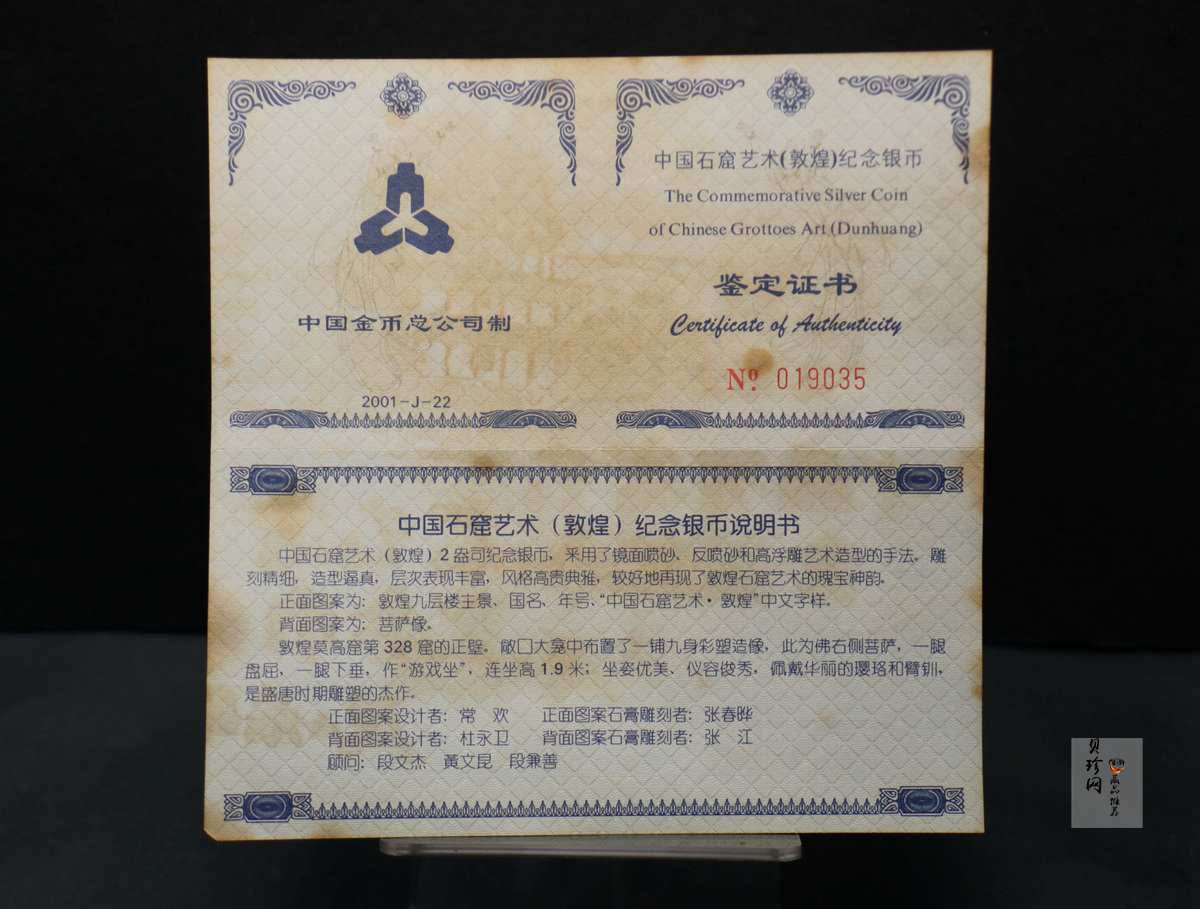 中国金币总公司制
2001-J-22
中国石窟艺术(敦煌)纪念银币
The Commemorative Silver Coin
of Chinese Grottoes Art (Dunhuang)
鉴定证书
Certificate of Authenticity
Nº 019035
中国石窟艺术（敦煌）纪念银币说明书
中国石窟艺术（敦煌）2盎司纪念银币，采用了镜面喷砂、反喷砂和高浮雕艺术造型的手法。雕
刻精细，造型逼真，层次表现丰富，风格高贵典雅，较好地再现了敦煌石窟艺术的瑰宝神韵。
正面图案为：敦煌九层楼主景、国名、年号、“中国石窟艺术·敦煌”中文字样。
背面图案为：菩萨像。
敦煌莫高窟第328窟的正壁。敞口大龛中布置了一铺九身彩塑造像，此为佛右侧菩萨，一腿
盘屈，一腿下垂，作“游戏坐”，连坐高1.9米；坐姿优美、仪容俊秀，佩戴华丽的璎珞和臂钏，
是盛唐时期雕塑的杰作。
正面图案设计者：常 欢 正面图案石膏雕刻者：张春晔
背面图案设计者：杜永卫 背面图案石膏雕刻者：张 江
顾问：段文杰 黄文昆 段兼善
贝珍网
藏品推荐